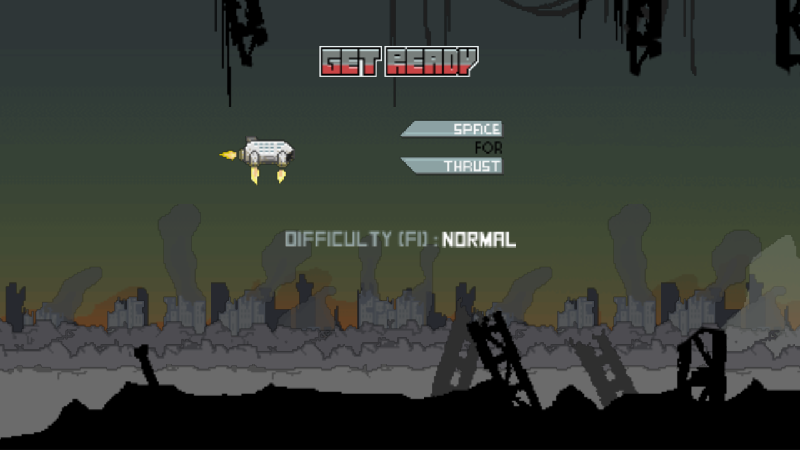 GET READY
SPACE
FOR
THRUST
DIFFICULTY (F1) : NORMAL